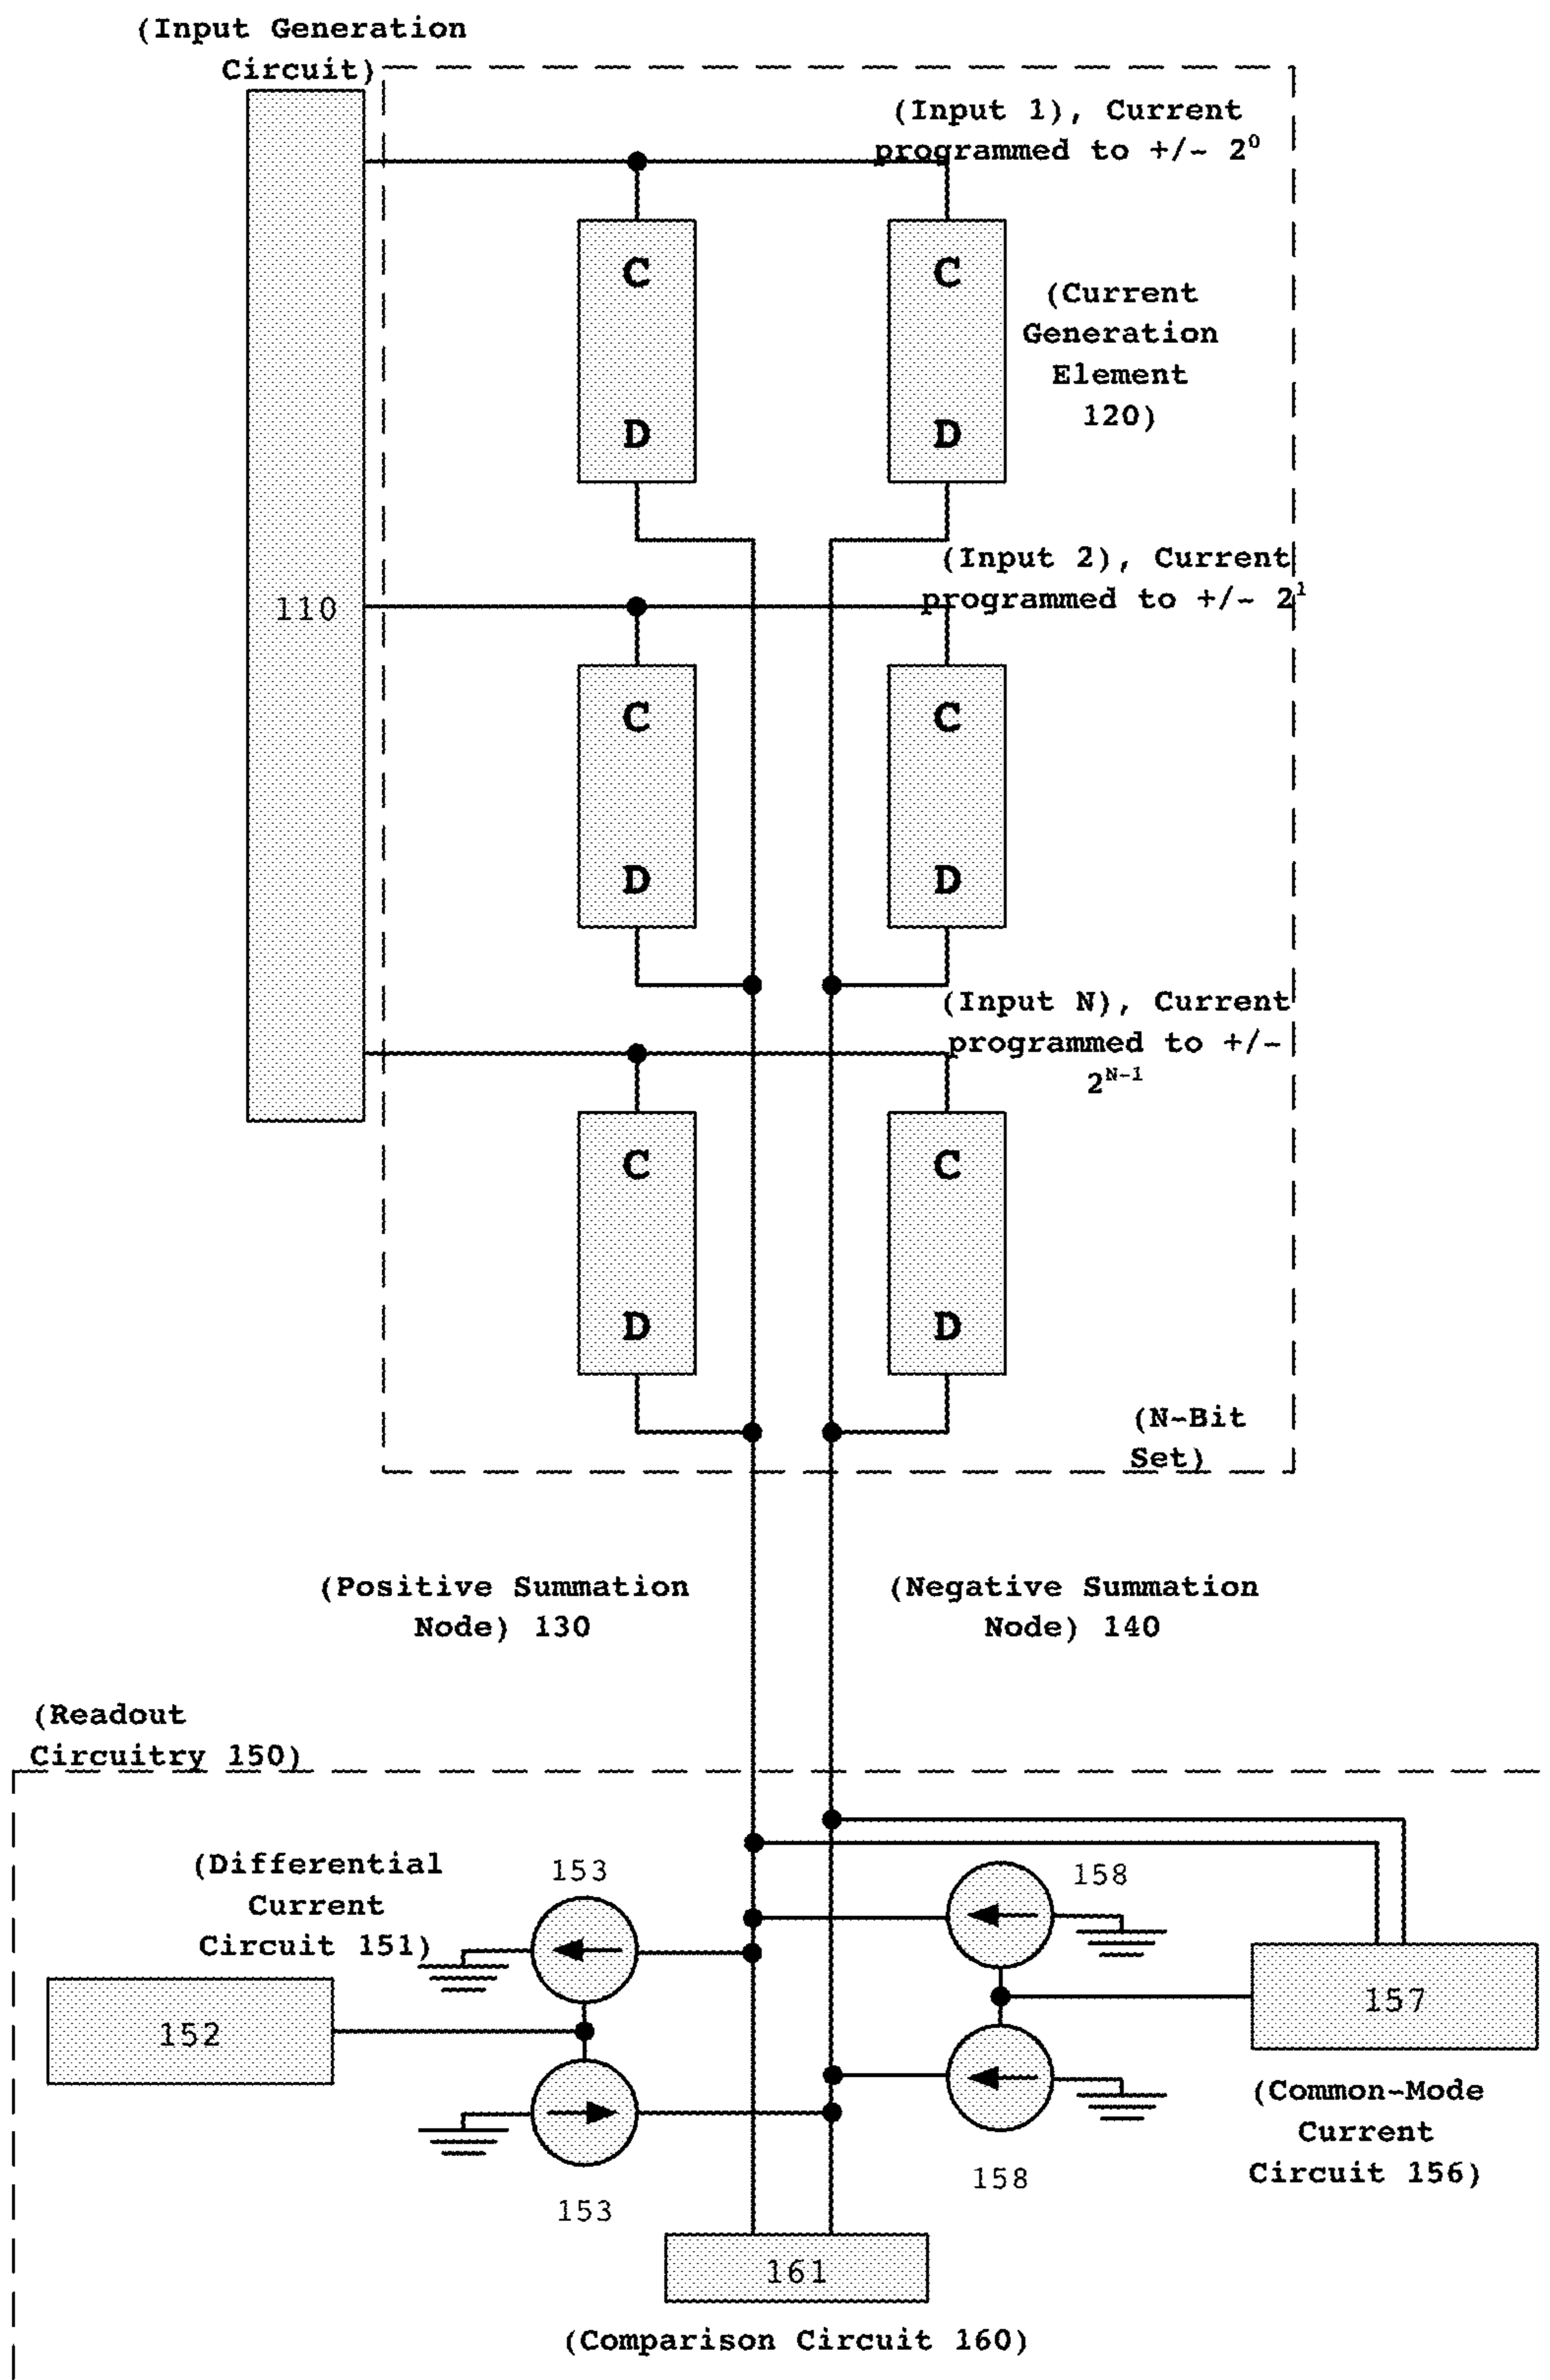 (Input Generation
Circuit)
(Input 1), Current
programmed to +/- 2⁰
C
C
(Current
Generation
Element
120)
D
D
(Input 2), Current
programmed to +/- 2¹
110
C
C
D
D
(Input N), Current
programmed to +/-
2ᴺ⁻¹
C
C
D
D
(N-Bit
Set)
(Positive Summation
Node) 130
(Negative Summation
Node) 140
(Readout
Circuitry 150)
(Differential
Current
Circuit 151)
153
158
152
157
(Common-Mode
Current
Circuit 156)
153
158
161
(Comparison Circuit 160)